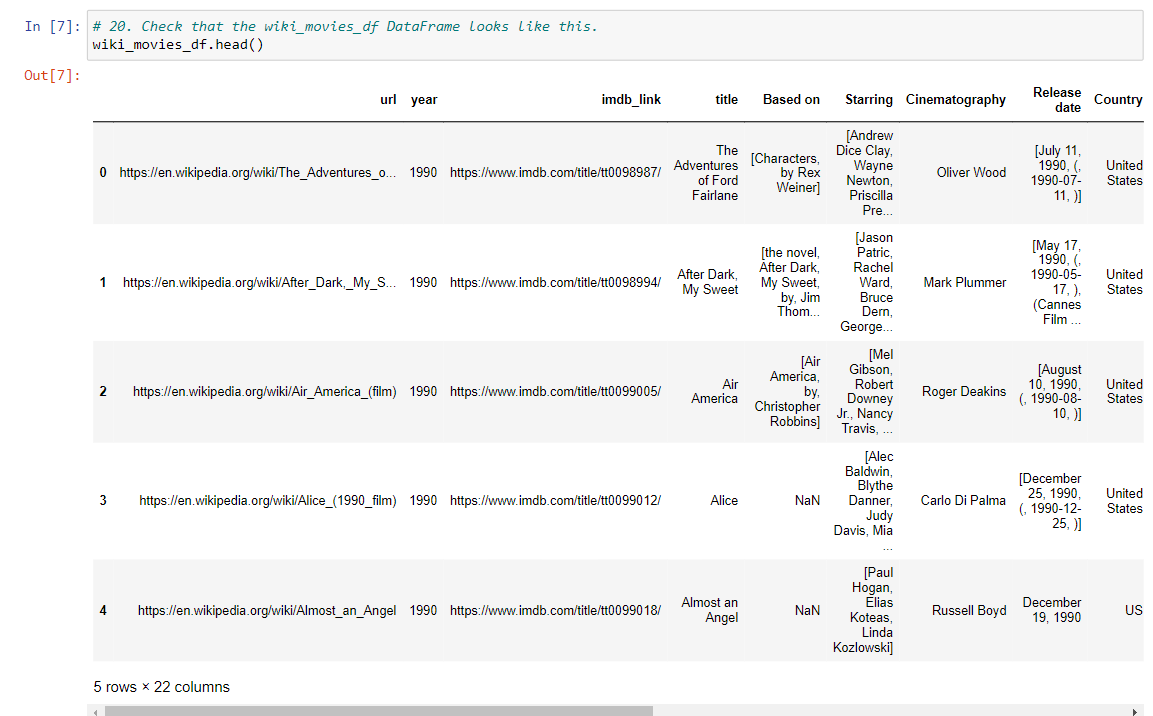 In [7]: # 20. Check that the wiki_movies_df DataFrame looks like this.
wiki_movies_df.head()
Out[7]:
url year imdb_link title Based on Starring Cinematography Release date Country
0 https://en.wikipedia.org/wiki/The_Adventures_o... 1990 https://www.imdb.com/title/tt0098987/ The Adventures of Ford Fairlane [Characters, by Rex Weiner] [Andrew Dice Clay, Wayne Newton, Priscilla Pre... Oliver Wood [July 11, 1990, (, 1990-07-11, )] United States
1 https://en.wikipedia.org/wiki/After_Dark,_My_S... 1990 https://www.imdb.com/title/tt0098994/ After Dark, My Sweet [the novel, After Dark, My Sweet, by, Jim Thom... [Jason Patric, Rachel Ward, Bruce Dern, George... Mark Plummer [May 17, 1990, (, 1990-05-17, ), (Cannes Film ... United States
2 https://en.wikipedia.org/wiki/Air_America_(film) 1990 https://www.imdb.com/title/tt0099005/ Air America [Air America, by, Christopher Robbins] [Mel Gibson, Robert Downey Jr., Nancy Travis, ... Roger Deakins [August 10, 1990, (, 1990-08-10, )] United States
3 https://en.wikipedia.org/wiki/Alice_(1990_film) 1990 https://www.imdb.com/title/tt0099012/ Alice NaN [Alec Baldwin, Blythe Danner, Judy Davis, Mia ... Carlo Di Palma [December 25, 1990, (, 1990-12-25, )] United States
4 https://en.wikipedia.org/wiki/Almost_an_Angel 1990 https://www.imdb.com/title/tt0099018/ Almost an Angel NaN [Paul Hogan, Elias Koteas, Linda Kozlowski] Russell Boyd December 19, 1990 US
5 rows × 22 columns